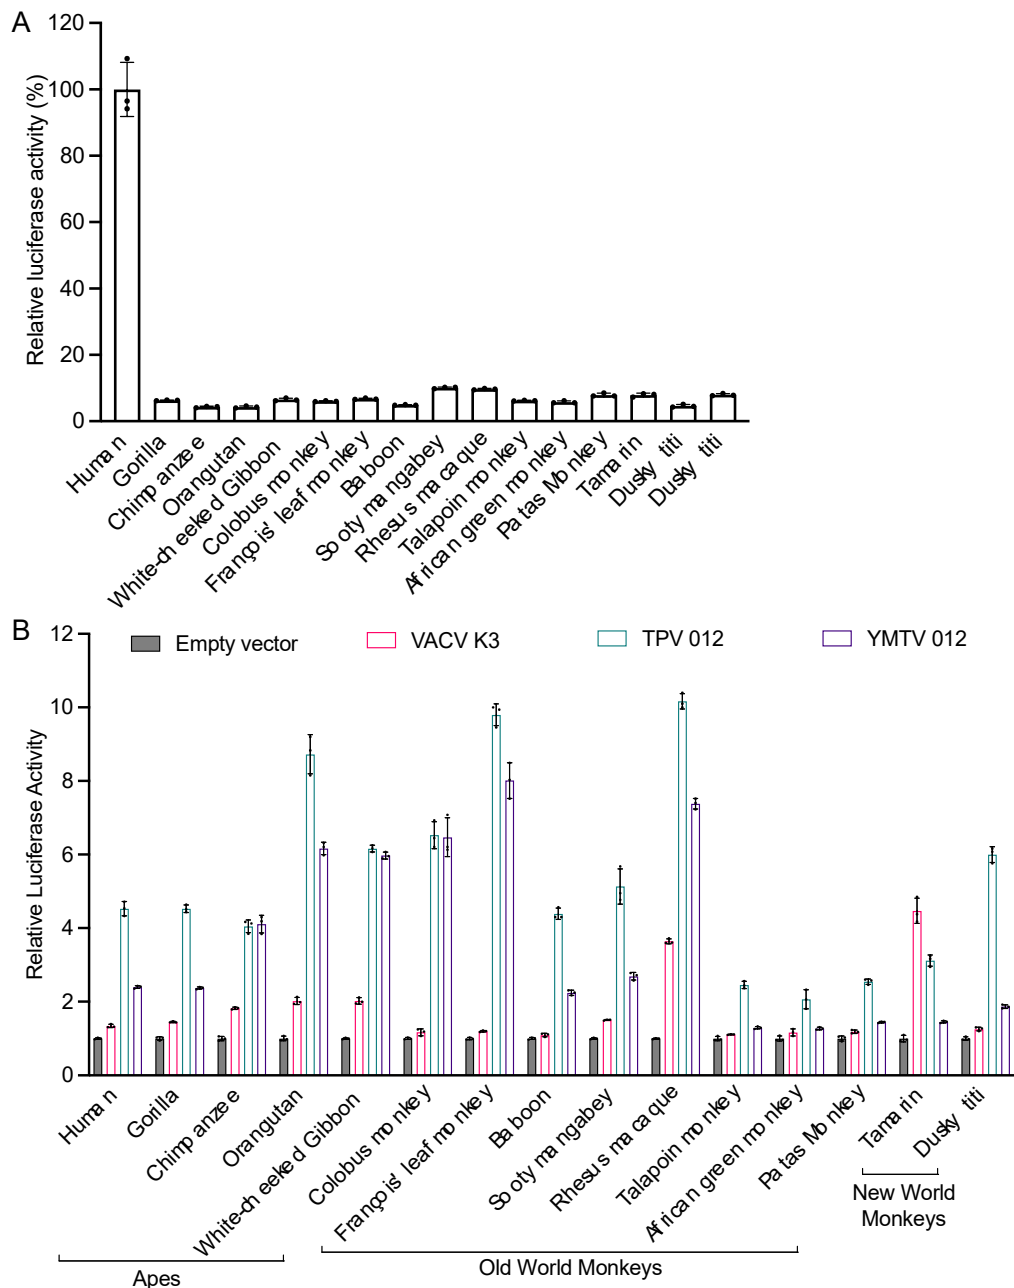 A
120
100
80
60
40
20
0
Relative luciferase activity (%)
Human
Gorilla
Chimpanzee
Orangutan
White-cheeked Gibbon
Colobus monkey
François' leaf monkey
Baboon
Sooty mangabey
Rhesus macaque
Talapoin monkey
African green monkey
Patas Monkey
Tamarin
Dusky titi
Dusky titi
B
Empty vector
VACV K3
TPV 012
YMTV 012
12
10
8
6
4
2
0
Relative Luciferase Activity
Human
Gorilla
Chimpanzee
Orangutan
White-cheeked Gibbon
Colobus monkey
François' leaf monkey
Baboon
Sooty mangabey
Rhesus macaque
Talapoin monkey
African green monkey
Patas Monkey
Tamarin
Dusky titi
Apes
Old World Monkeys
New World
Monkeys